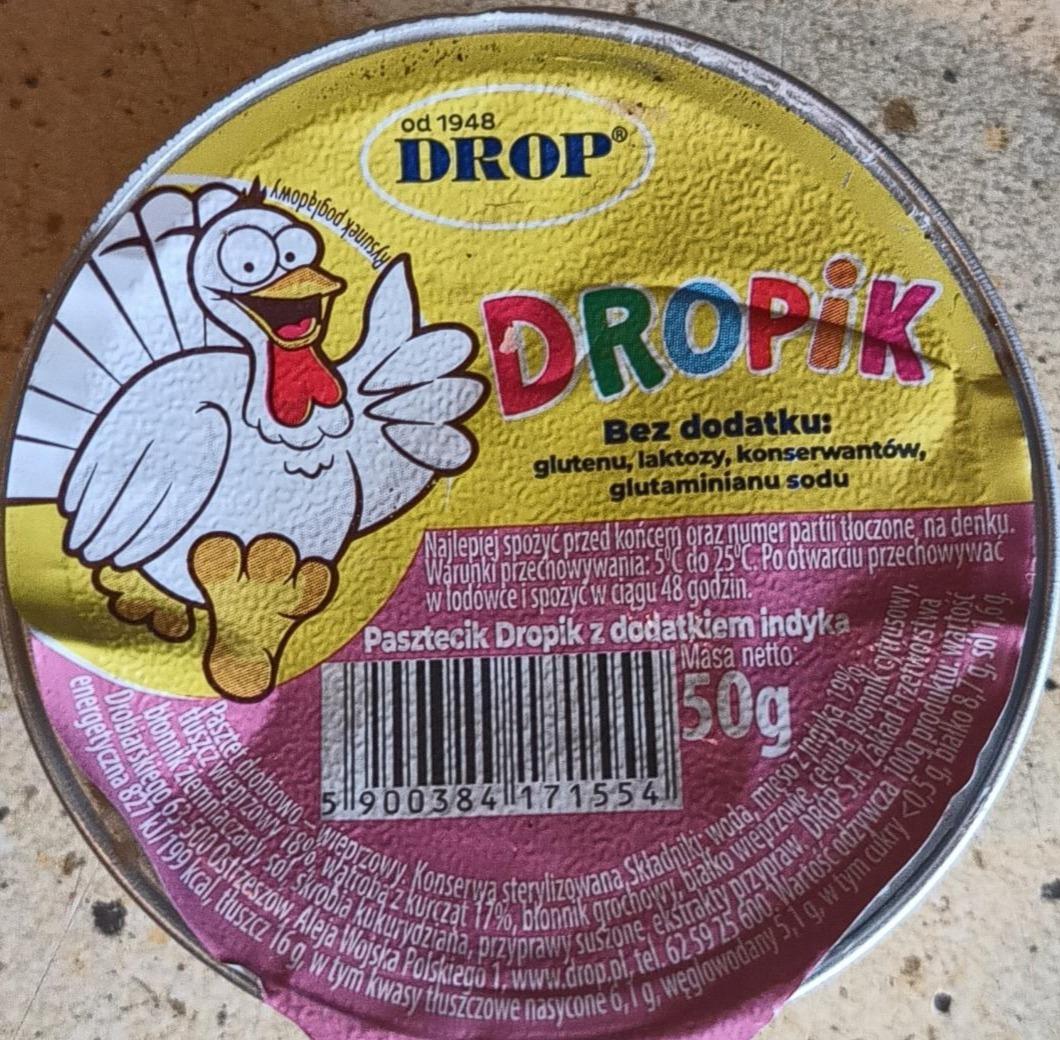 od 1948
DROP®
Rysunek poglądowy
DROPiK
Bez dodatku:
glutenu, laktozy, konserwantów,
glutaminianu sodu
Najlepiej spożyć przed końcem oraz numer partii tłoczone na denku.
Warunki przechowywania: 5°C do 25°C. Po otwarciu przechowywać
w lodówce i spożyć w ciągu 48 godzin.
Pasztecik Dropik z dodatkiem indyka
Masa netto:
50g
5 900384 171554
Pasztet drobiowo-wieprzowy. Konserwa sterylizowana. Składniki: woda, mięso z indyka 19%,
tłuszcz wieprzowy 18%, wątroba z kurcząt 17%, błonnik grochowy, białko wieprzowe, cebula, błonnik cytrusowy,
błonnik ziemniaczany, sól, skrobia kukurydziana, przyprawy suszone, ekstrakty przypraw. DROP S.A. Zakład Przetwórstwa
Drobiarskiego 63-500 Ostrzeszów, Aleja Wojska Polskiego 1, www.drop.pl, tel. 62 59 25 600. Wartość odżywcza 100g produktu: wartość
energetyczna 827 kJ/199 kcal, tłuszcz 16 g, w tym kwasy tłuszczowe nasycone 6,1 g, węglowodany 5,1 g, w tym cukry <0,5 g, białko 8,7 g, sól 1,6g.